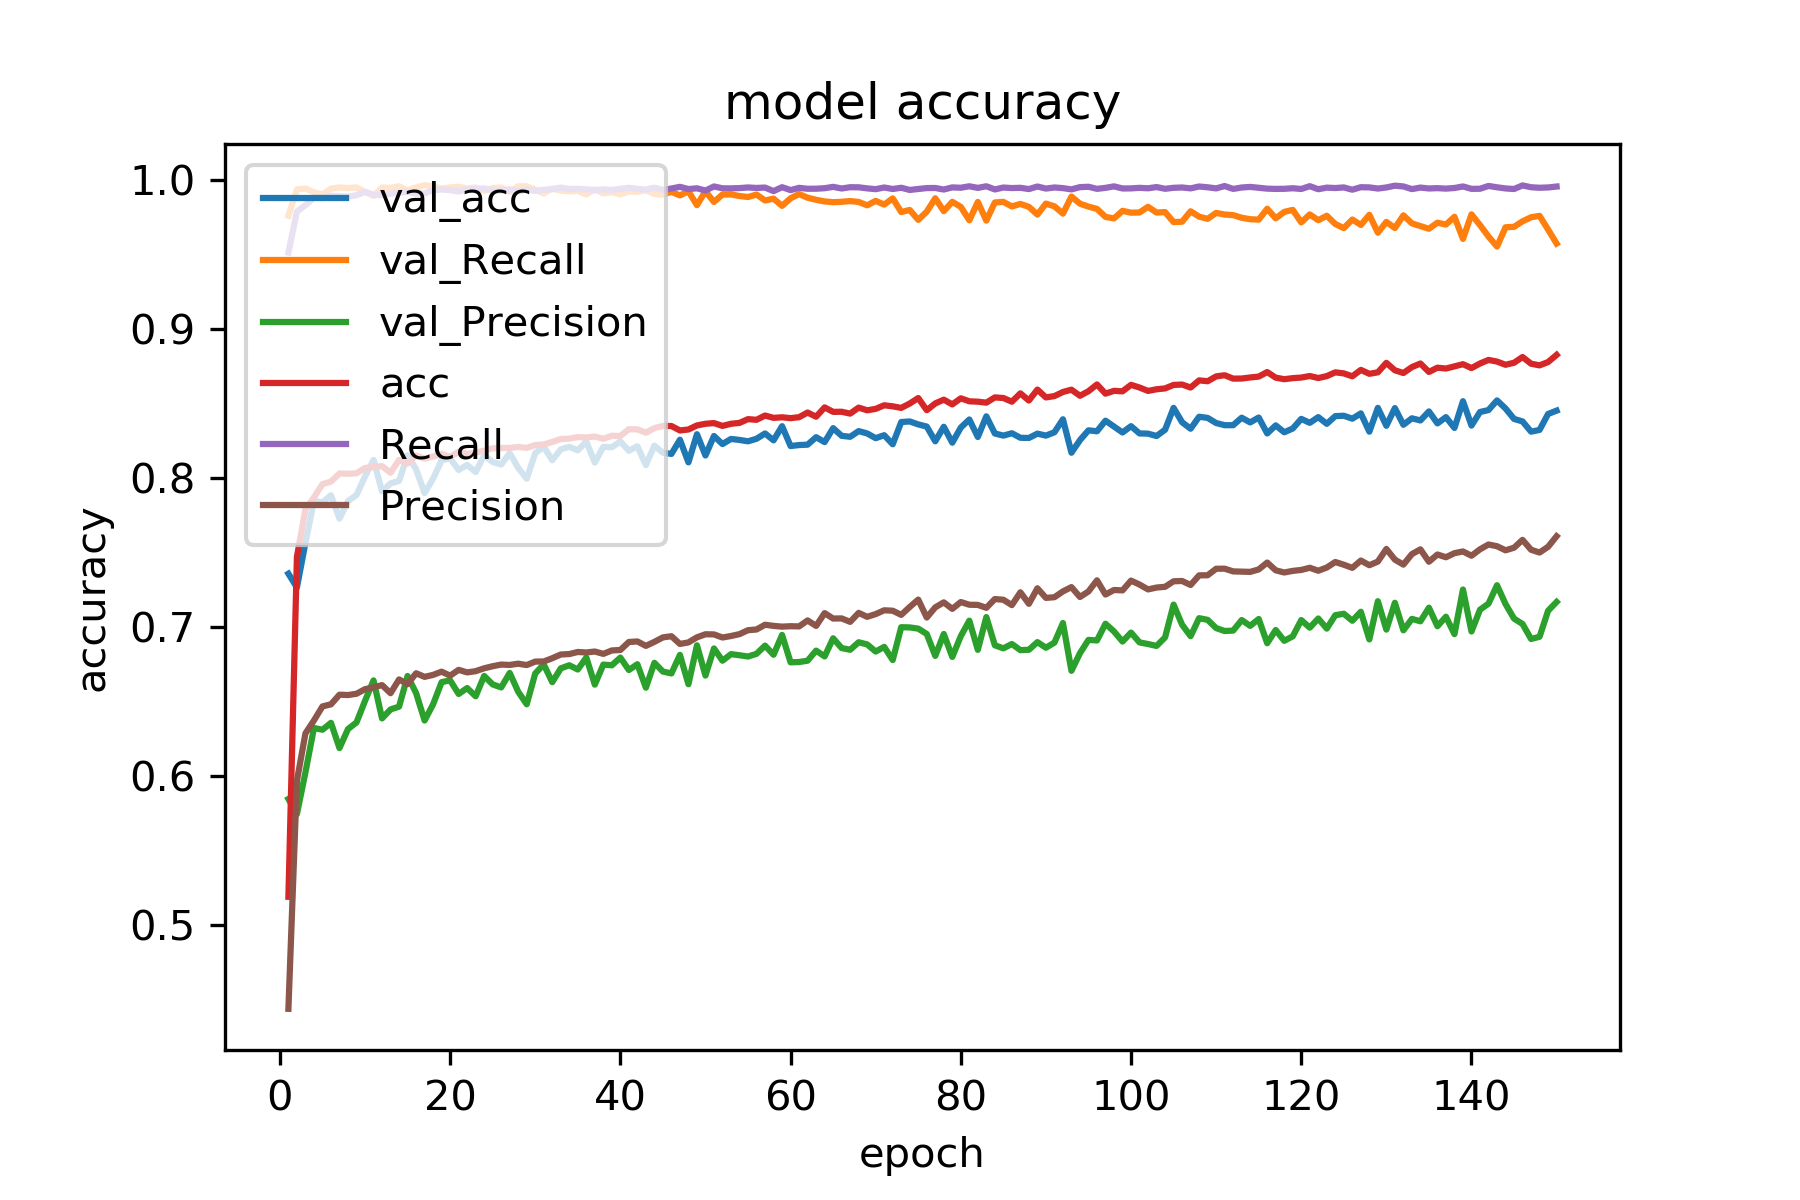 model accuracy
1.0
0.9
0.8
0.7
0.6
0.5
accuracy
val_acc
val_Recall
val_Precision
acc
Recall
Precision
0 20 40 60 80 100 120 140
epoch